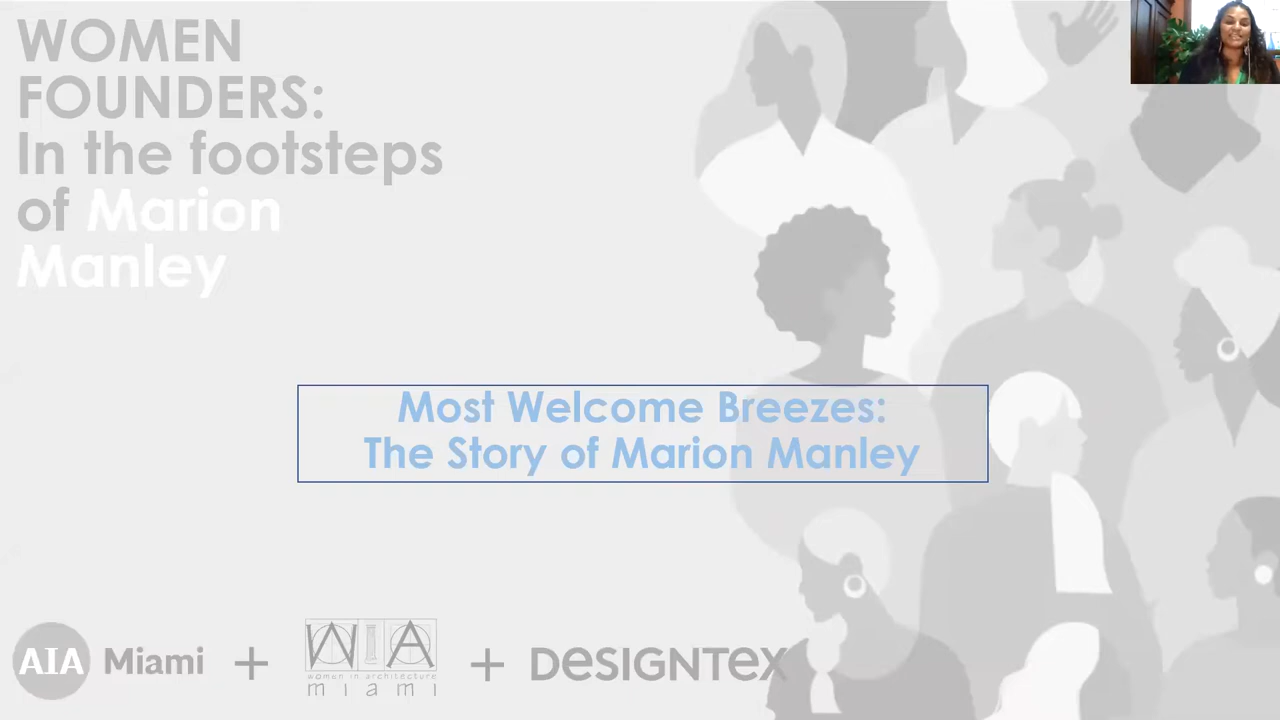 WOMEN
FOUNDERS:
In the footsteps
of Marion
Manley
Most Welcome Breezes:
The Story of Marion Manley
AIA Miami + WIA + DESIGNTEX
women in architecture
miami